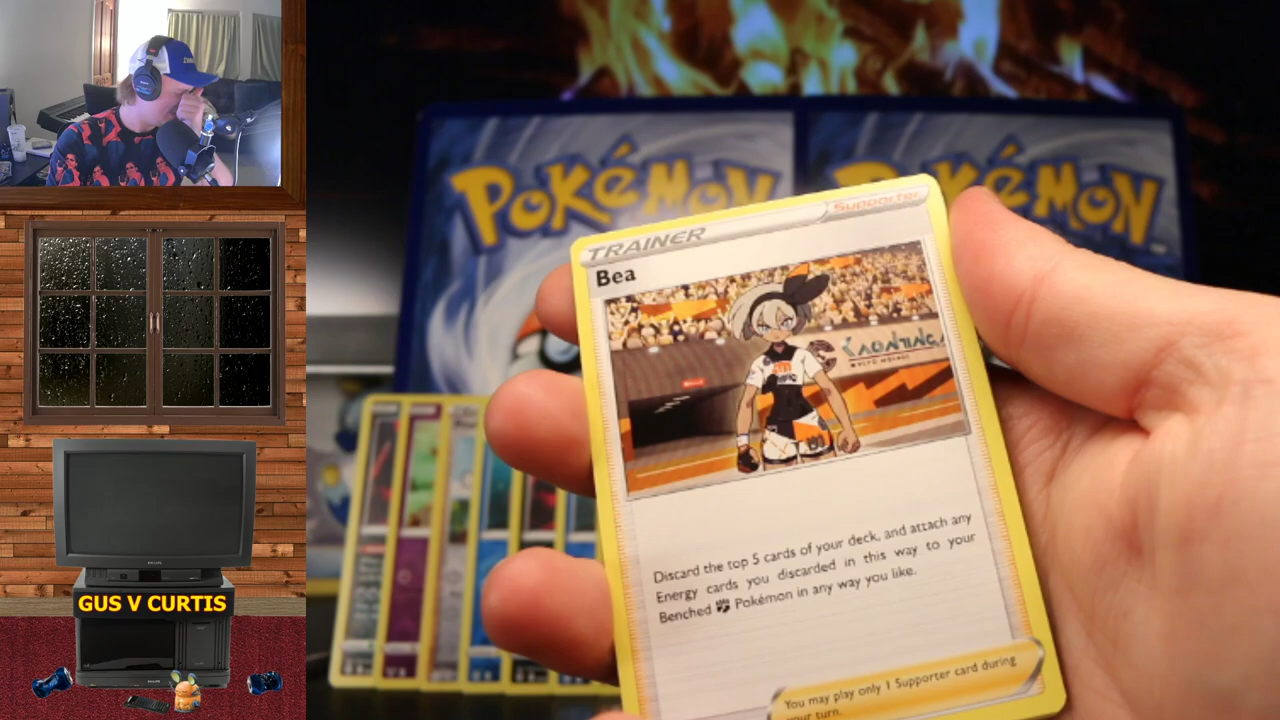 POKÉMON
POKÉMON
TRAINER
Supporter
Bea
Discard the top 5 cards of your deck, and attach any
Energy cards you discarded in this way to your
Benched Pokémon in any way you like.
You may play only 1 Supporter card during
your turn.
PHILIPS
GUS V CURTIS